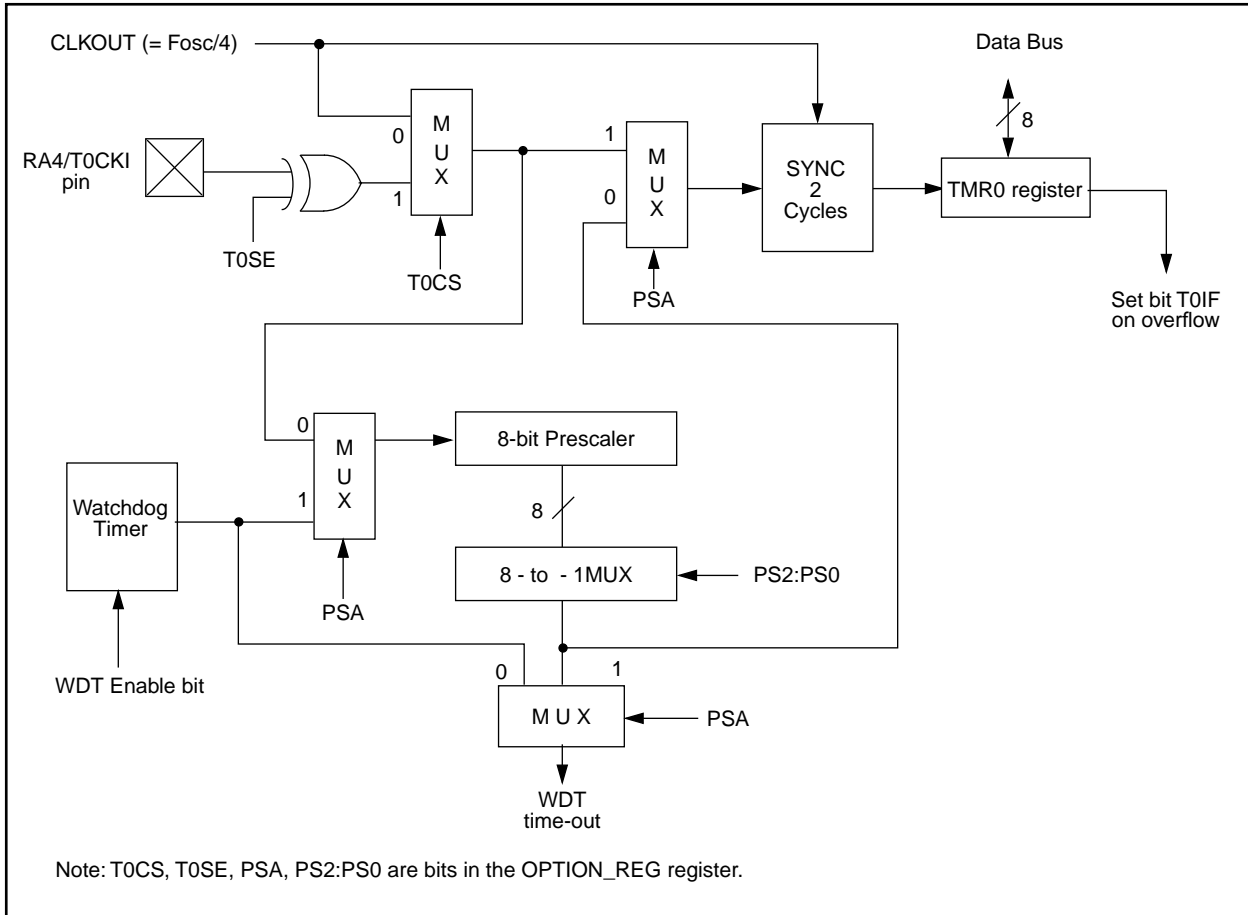 CLKOUT (= Fosc/4)
Data Bus
8
RA4/T0CKI
pin
T0SE
0
1
M
U
X
T0CS
1
0
M
U
X
PSA
SYNC
2
Cycles
TMR0 register
Set bit T0IF
on overflow
0
1
M
U
X
PSA
8-bit Prescaler
8
8 - to - 1MUX
PS2:PS0
Watchdog
Timer
WDT Enable bit
0
1
M U X
PSA
WDT
time-out
Note: T0CS, T0SE, PSA, PS2:PS0 are bits in the OPTION_REG register.